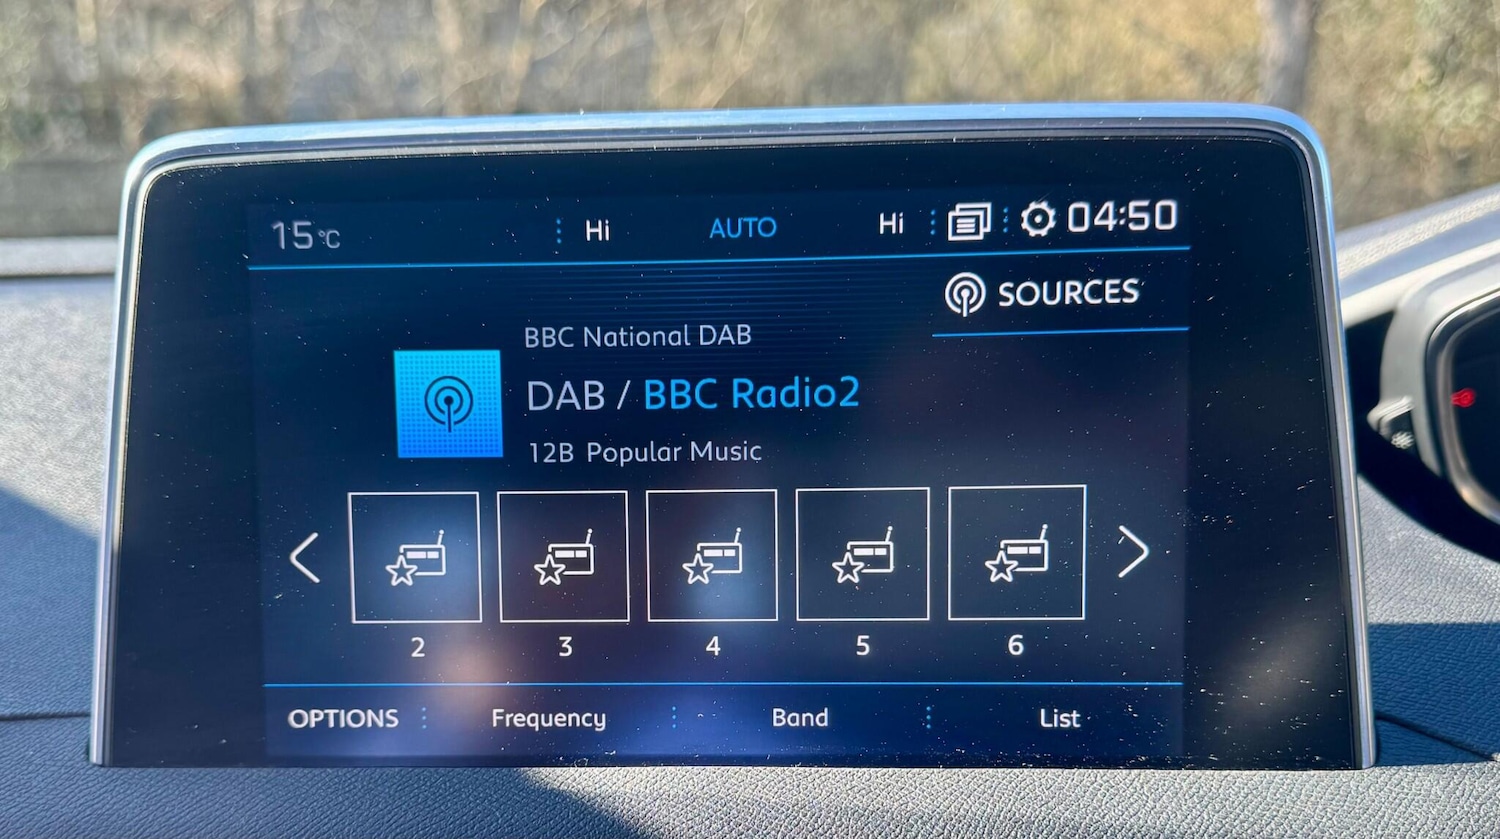 15°C Hi AUTO Hi 04:50
SOURCES
BBC National DAB
DAB / BBC Radio2
12B Popular Music
2 3 4 5 6
OPTIONS Frequency Band List